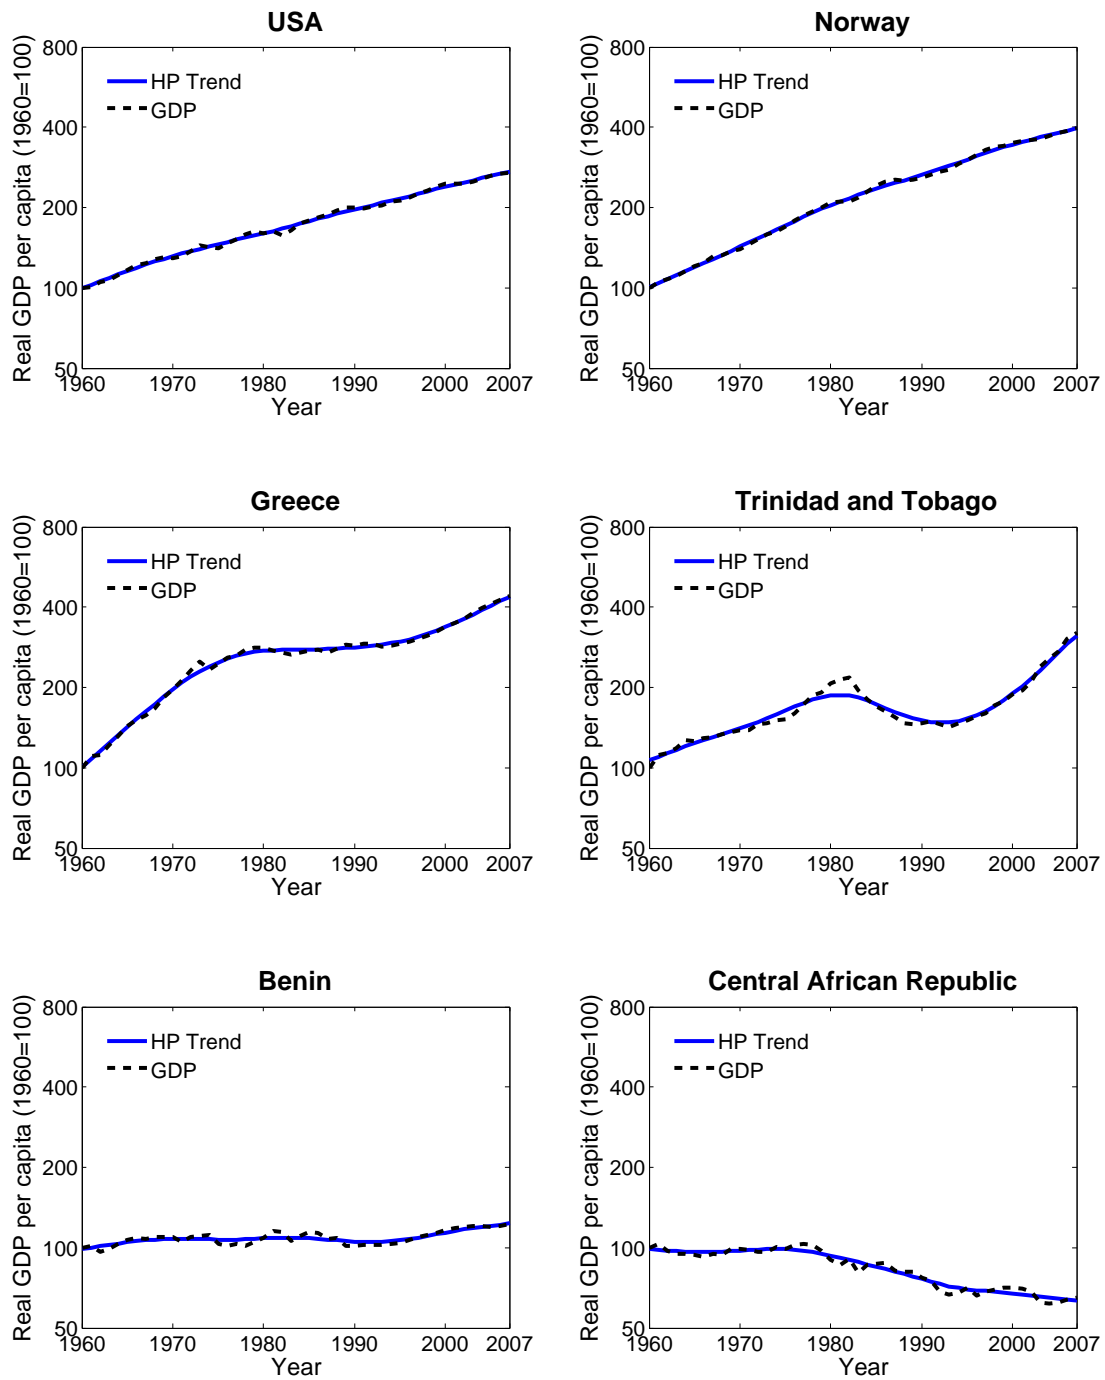 USA
Real GDP per capita (1960=100)
800
400
200
100
50
HP Trend
GDP
1960 1970 1980 1990 2000 2007
Year
Norway
Real GDP per capita (1960=100)
800
400
200
100
50
HP Trend
GDP
1960 1970 1980 1990 2000 2007
Year
Greece
Real GDP per capita (1960=100)
800
400
200
100
50
HP Trend
GDP
1960 1970 1980 1990 2000 2007
Year
Trinidad and Tobago
Real GDP per capita (1960=100)
800
400
200
100
50
HP Trend
GDP
1960 1970 1980 1990 2000 2007
Year
Benin
Real GDP per capita (1960=100)
800
400
200
100
50
HP Trend
GDP
1960 1970 1980 1990 2000 2007
Year
Central African Republic
Real GDP per capita (1960=100)
800
400
200
100
50
HP Trend
GDP
1960 1970 1980 1990 2000 2007
Year